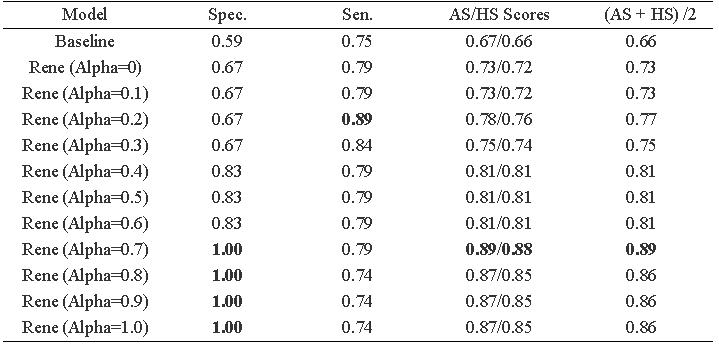 Model Spec. Sen. AS/HS Scores (AS + HS) /2
Baseline 0.59 0.75 0.67/0.66 0.66
Rene (Alpha=0) 0.67 0.79 0.73/0.72 0.73
Rene (Alpha=0.1) 0.67 0.79 0.73/0.72 0.73
Rene (Alpha=0.2) 0.67 0.89 0.78/0.76 0.77
Rene (Alpha=0.3) 0.67 0.84 0.75/0.74 0.75
Rene (Alpha=0.4) 0.83 0.79 0.81/0.81 0.81
Rene (Alpha=0.5) 0.83 0.79 0.81/0.81 0.81
Rene (Alpha=0.6) 0.83 0.79 0.81/0.81 0.81
Rene (Alpha=0.7) 1.00 0.79 0.89/0.88 0.89
Rene (Alpha=0.8) 1.00 0.74 0.87/0.85 0.86
Rene (Alpha=0.9) 1.00 0.74 0.87/0.85 0.86
Rene (Alpha=1.0) 1.00 0.74 0.87/0.85 0.86